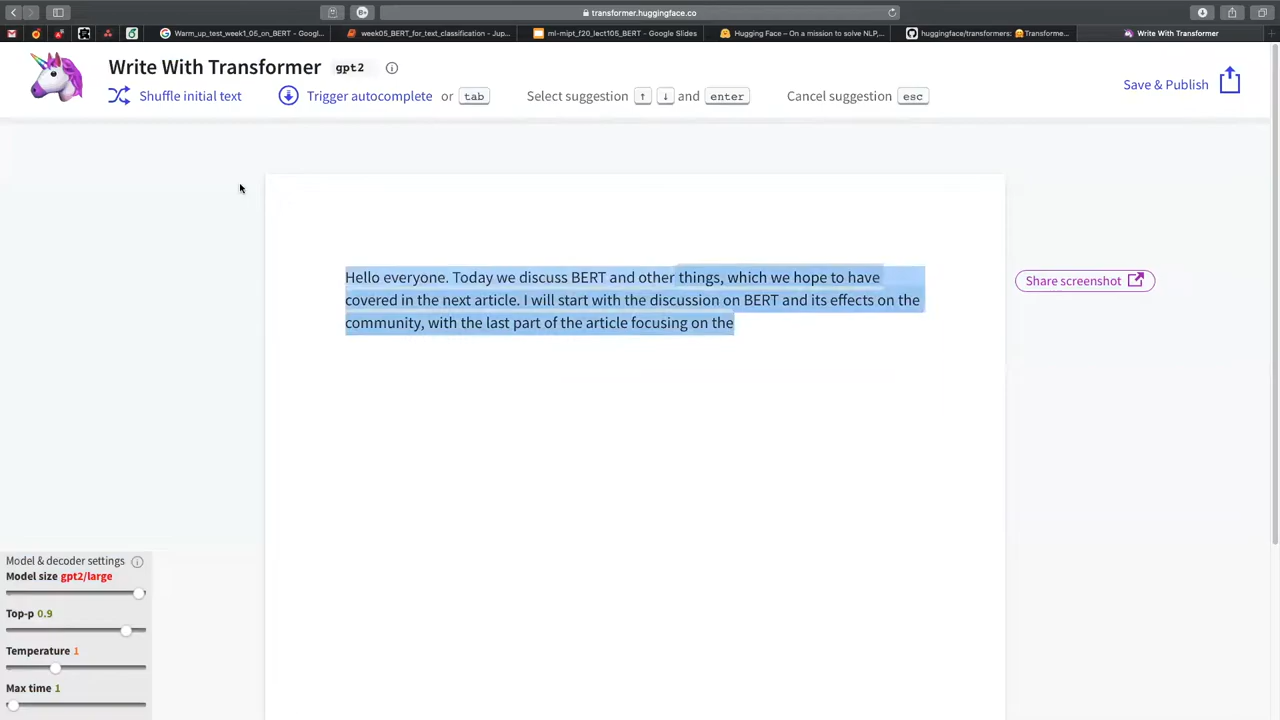 transformer.huggingface.co
Warm_up_test_week1_05_on_BERT - Googl...
week05_BERT_for_text_classification - Jup...
ml-mipt_f20_lect105_BERT - Google Slides
Hugging Face – On a mission to solve NLP,...
huggingface/transformers: 🤗Transforme...
Write With Transformer
Write With Transformer gpt2
Shuffle initial text
Trigger autocomplete or tab
Select suggestion ↑ ↓ and enter
Cancel suggestion esc
Save & Publish
Hello everyone. Today we discuss BERT and other things, which we hope to have
covered in the next article. I will start with the discussion on BERT and its effects on the
community, with the last part of the article focusing on the
Share screenshot
Model & decoder settings
Model size gpt2/large
Top-p 0.9
Temperature 1
Max time 1